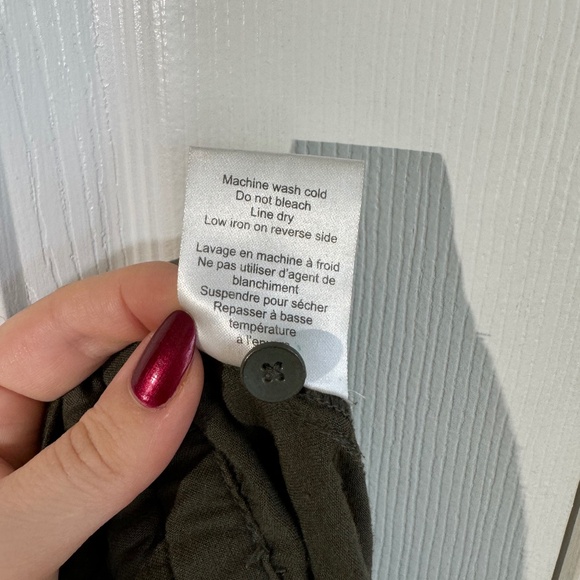 Machine wash cold
Do not bleach
Line dry
Low iron on reverse side
Lavage en machine à froid
Ne pas utiliser d'agent de
blanchiment
Suspendre pour sécher
Repasser à basse
température